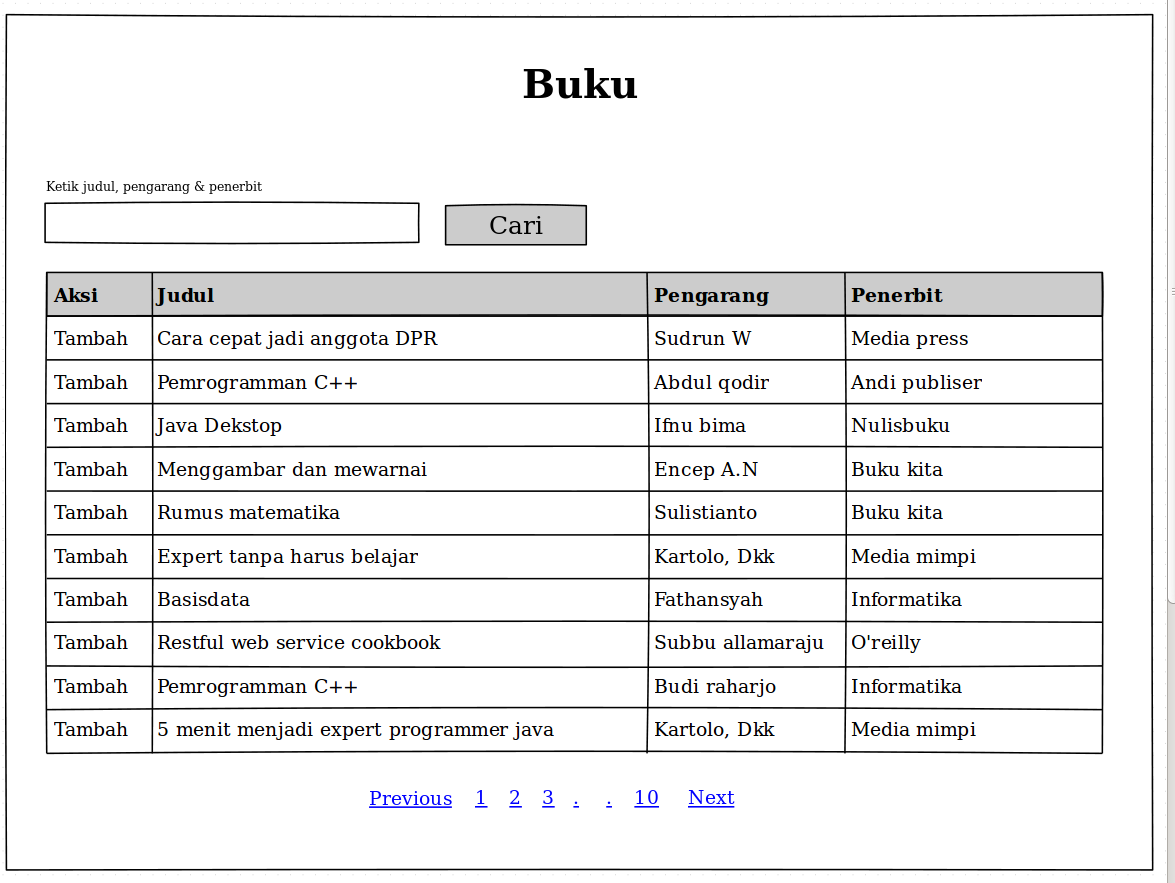 Buku
Ketik judul, pengarang & penerbit
Cari
Aksi Judul Pengarang Penerbit
Tambah Cara cepat jadi anggota DPR Sudrun W Media press
Tambah Pemrogramman C++ Abdul qodir Andi publiser
Tambah Java Dekstop Ifnu bima Nulisbuku
Tambah Menggambar dan mewarnai Encep A.N Buku kita
Tambah Rumus matematika Sulistianto Buku kita
Tambah Expert tanpa harus belajar Kartolo, Dkk Media mimpi
Tambah Basisdata Fathansyah Informatika
Tambah Restful web service cookbook Subbu allamaraju O'reilly
Tambah Pemrogramman C++ Budi raharjo Informatika
Tambah 5 menit menjadi expert programmer java Kartolo, Dkk Media mimpi
Previous 1 2 3 . . 10 Next